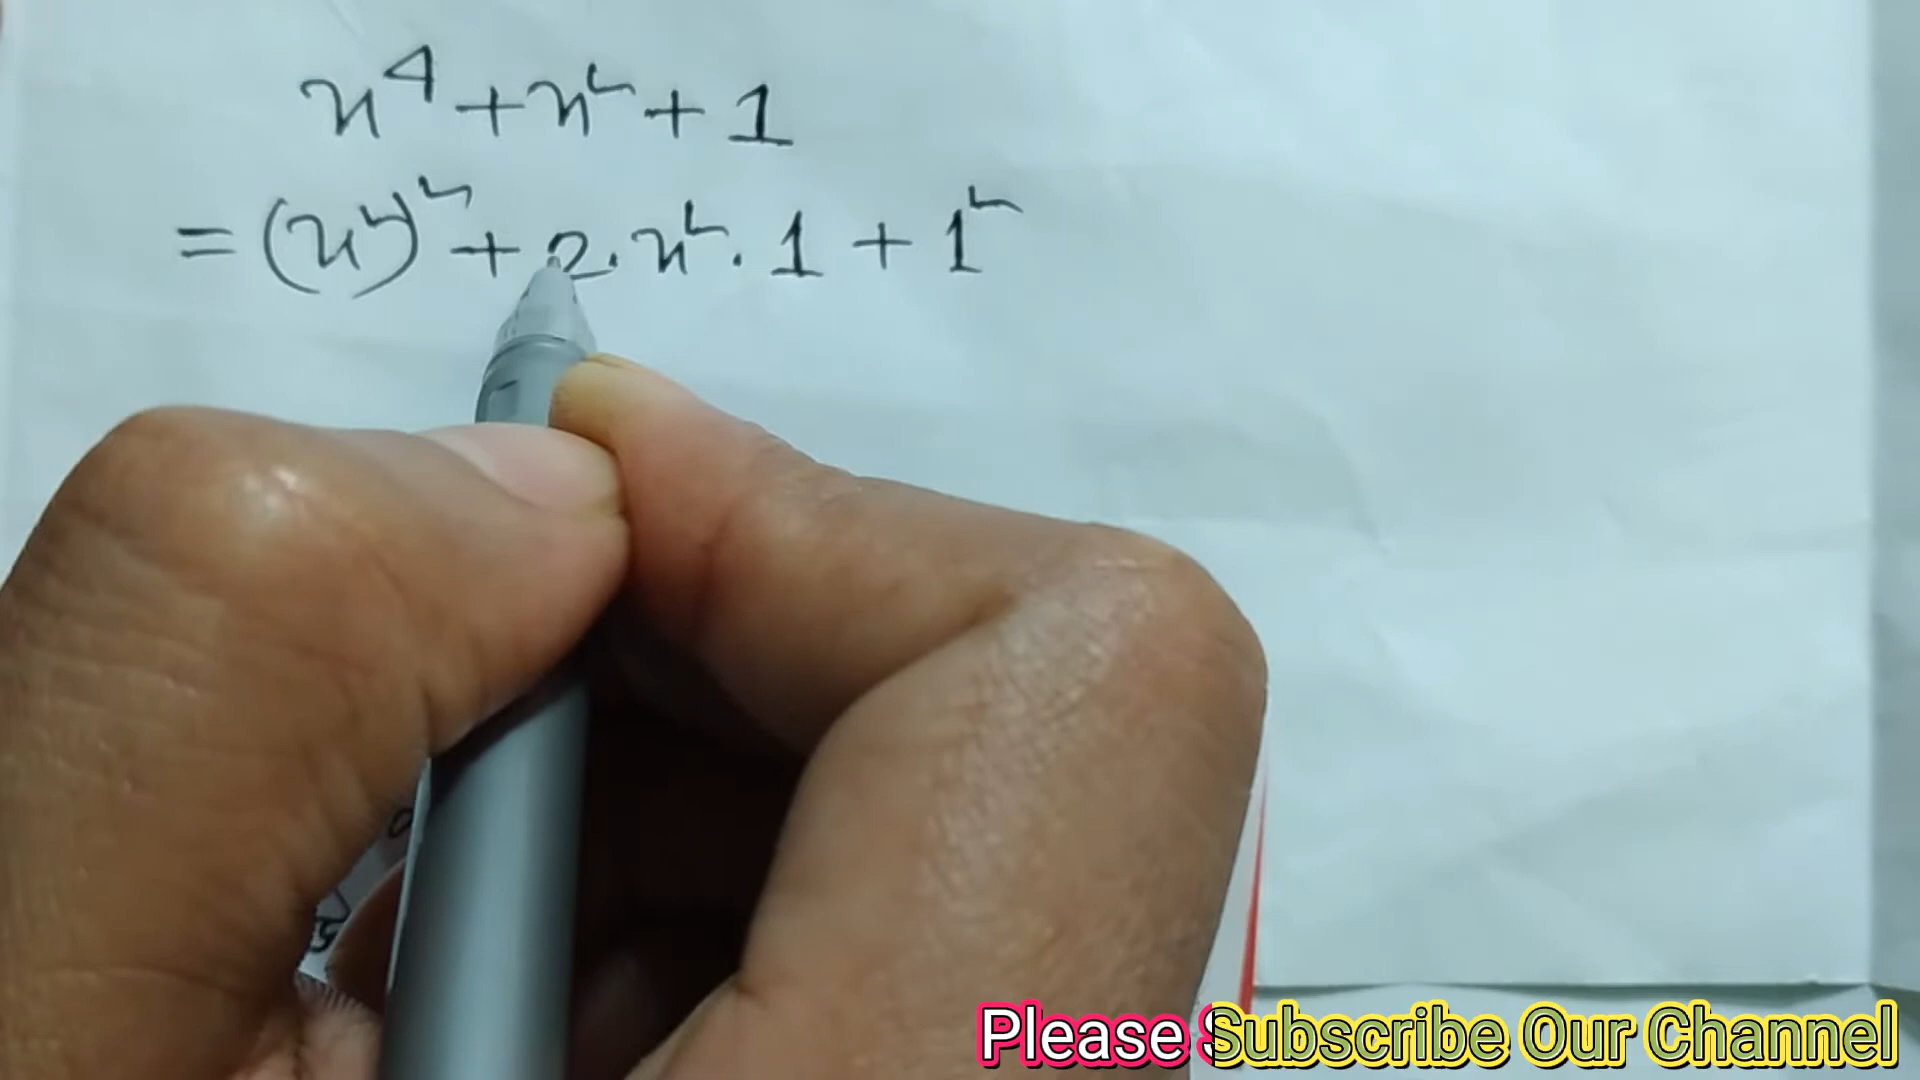 x⁴ + x² + 1
= (x²)² + 2. x². 1 + 1²
Please Subscribe Our Channel